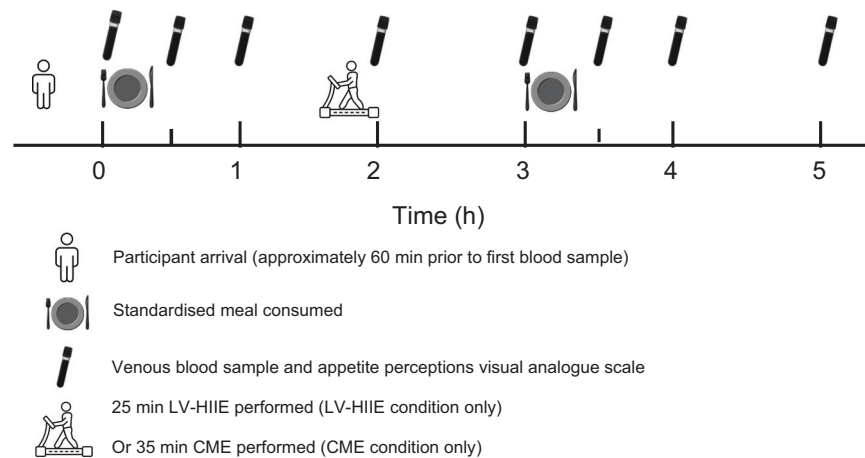 0 1 2 3 4 5
Time (h)
Participant arrival (approximately 60 min prior to first blood sample)
Standardised meal consumed
Venous blood sample and appetite perceptions visual analogue scale
25 min LV-HIIE performed (LV-HIIE condition only)
Or 35 min CME performed (CME condition only)